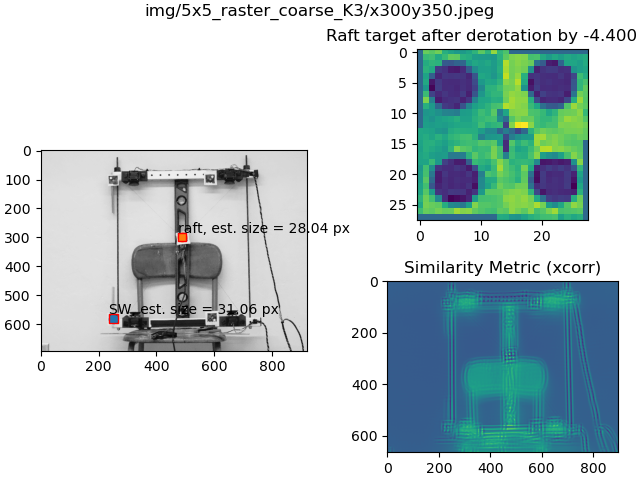 img/5x5_raster_coarse_K3/x300y350.jpeg
Raft target after derotation by -4.400
0
5
10
15
20
25
0 10 20
0
100
200
300
400
500
600
0 200 400 600 800
raft, est. size = 28.04 px
SW, est. size = 31.06 px
Similarity Metric (xcorr)
0
200
400
600
0 200 400 600 800